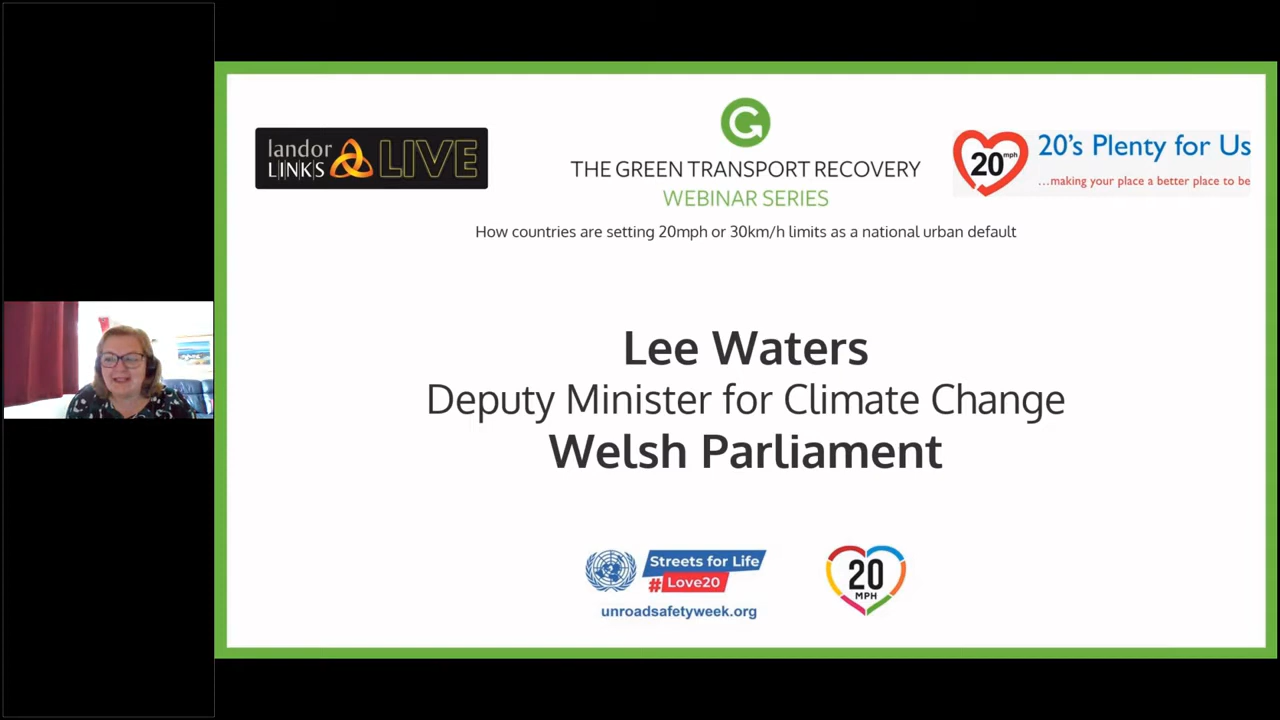 landor
LINKS
LIVE
G
THE GREEN TRANSPORT RECOVERY
WEBINAR SERIES
20mph
20's Plenty for Us
...making your place a better place to be
How countries are setting 20mph or 30km/h limits as a national urban default
Lee Waters
Deputy Minister for Climate Change
Welsh Parliament
Streets for Life
#Love20
unroadsafetyweek.org
20
MPH